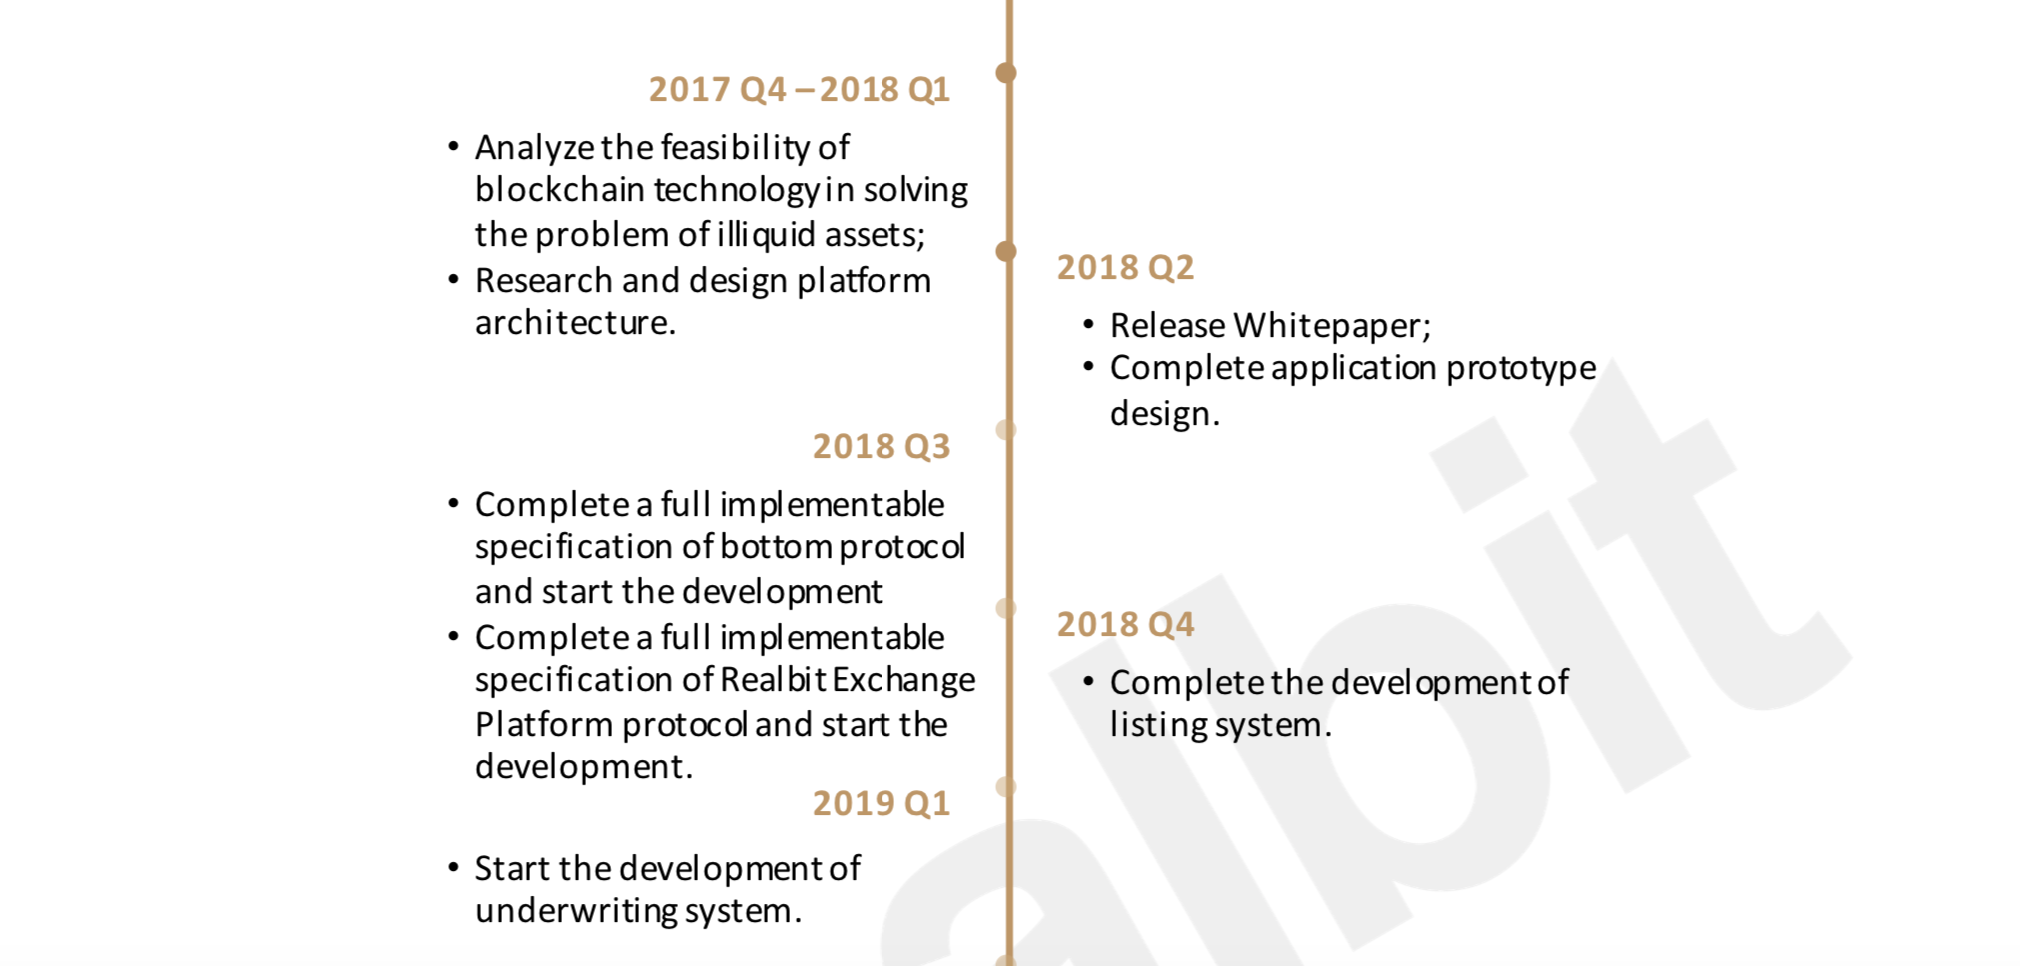 2017 Q4 – 2018 Q1
• Analyze the feasibility of
blockchain technology in solving
the problem of illiquid assets;
• Research and design platform
architecture.
2018 Q2
• Release Whitepaper;
• Complete application prototype
design.
2018 Q3
• Complete a full implementable
specification of bottom protocol
and start the development
• Complete a full implementable
specification of Realbit Exchange
Platform protocol and start the
development.
2018 Q4
• Complete the development of
listing system.
2019 Q1
• Start the development of
underwriting system.
albit